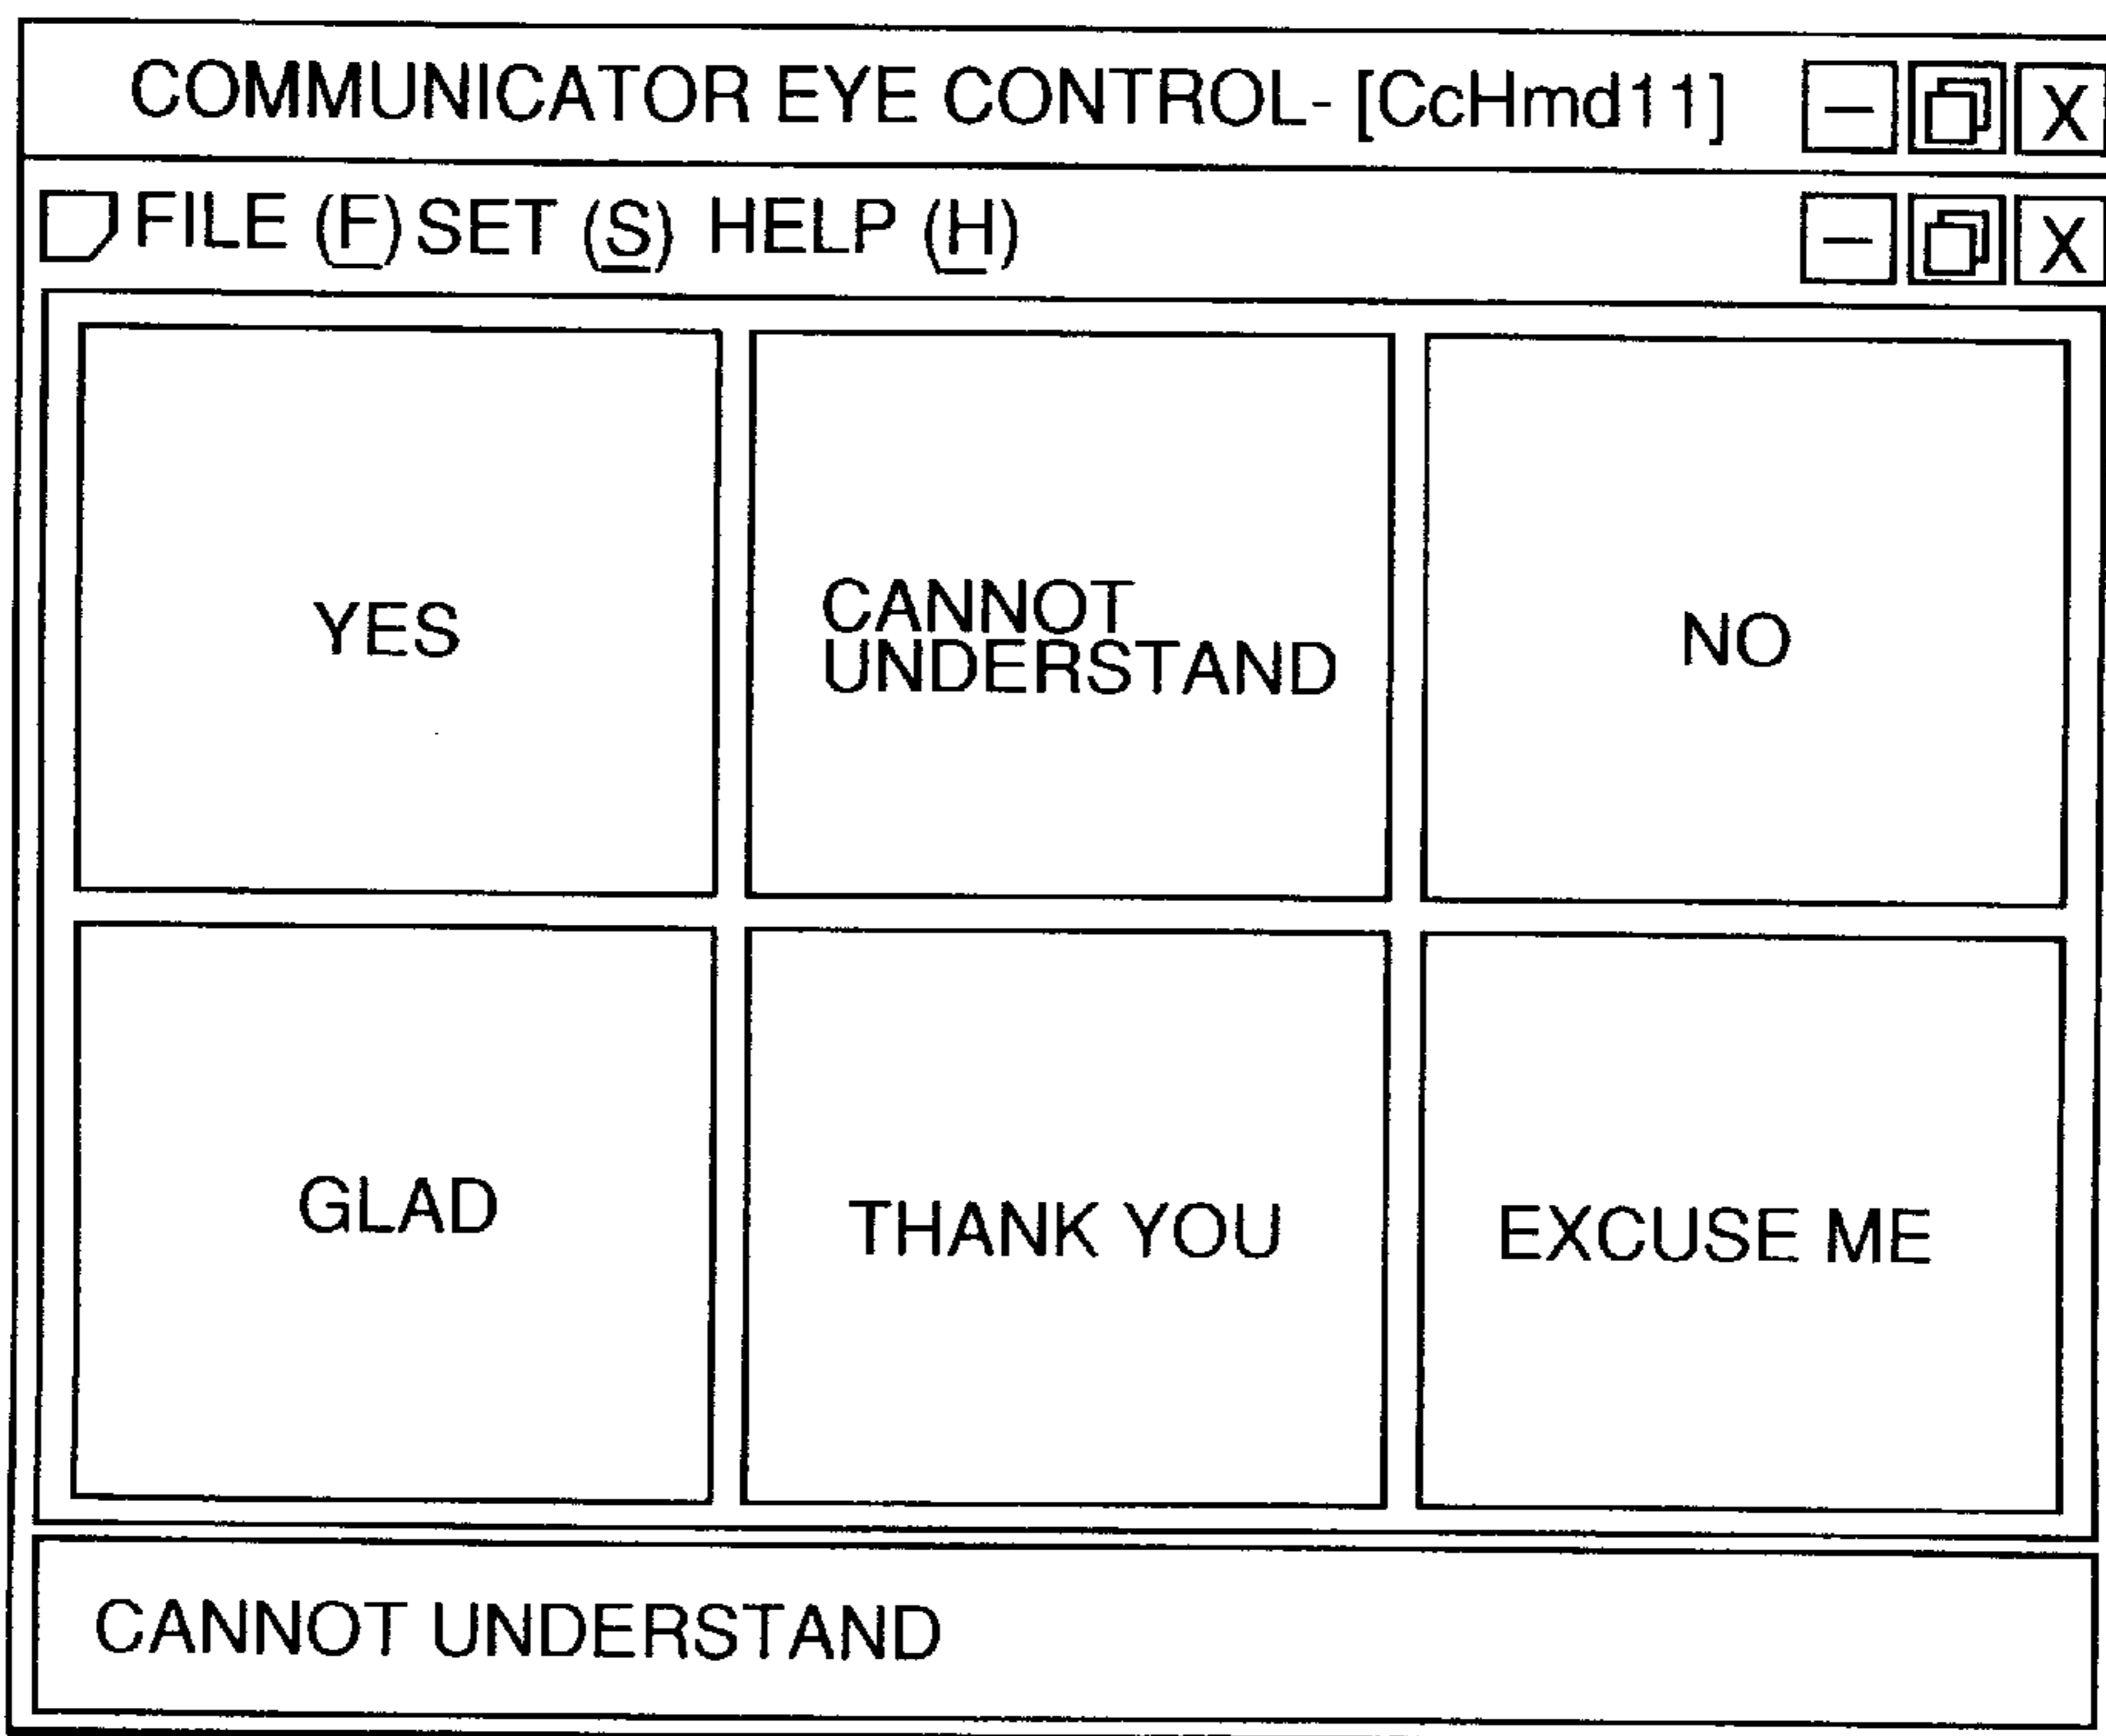 COMMUNICATOR EYE CONTROL- [CcHmd11] – X
FILE (F) SET (S) HELP (H) – X
YES
CANNOT
UNDERSTAND
NO
GLAD
THANK YOU
EXCUSE ME
CANNOT UNDERSTAND